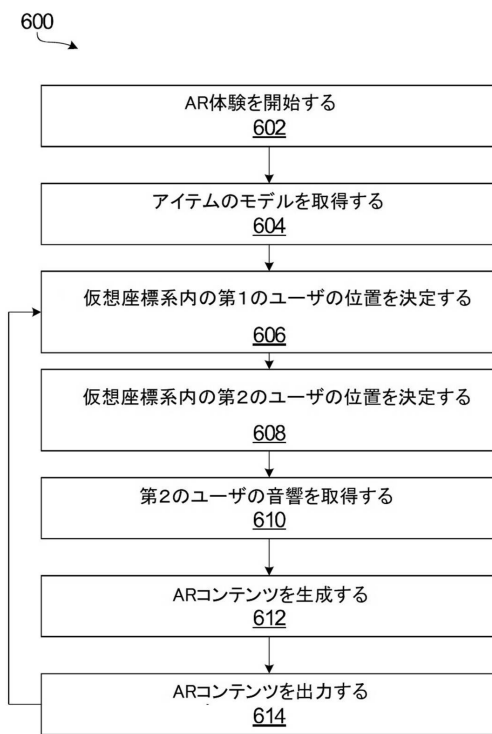 600
AR体験を開始する
602
アイテムのモデルを取得する
604
仮想座標系内の第1のユーザの位置を決定する
606
仮想座標系内の第2のユーザの位置を決定する
608
第2のユーザの音響を取得する
610
ARコンテンツを生成する
612
ARコンテンツを出力する
614